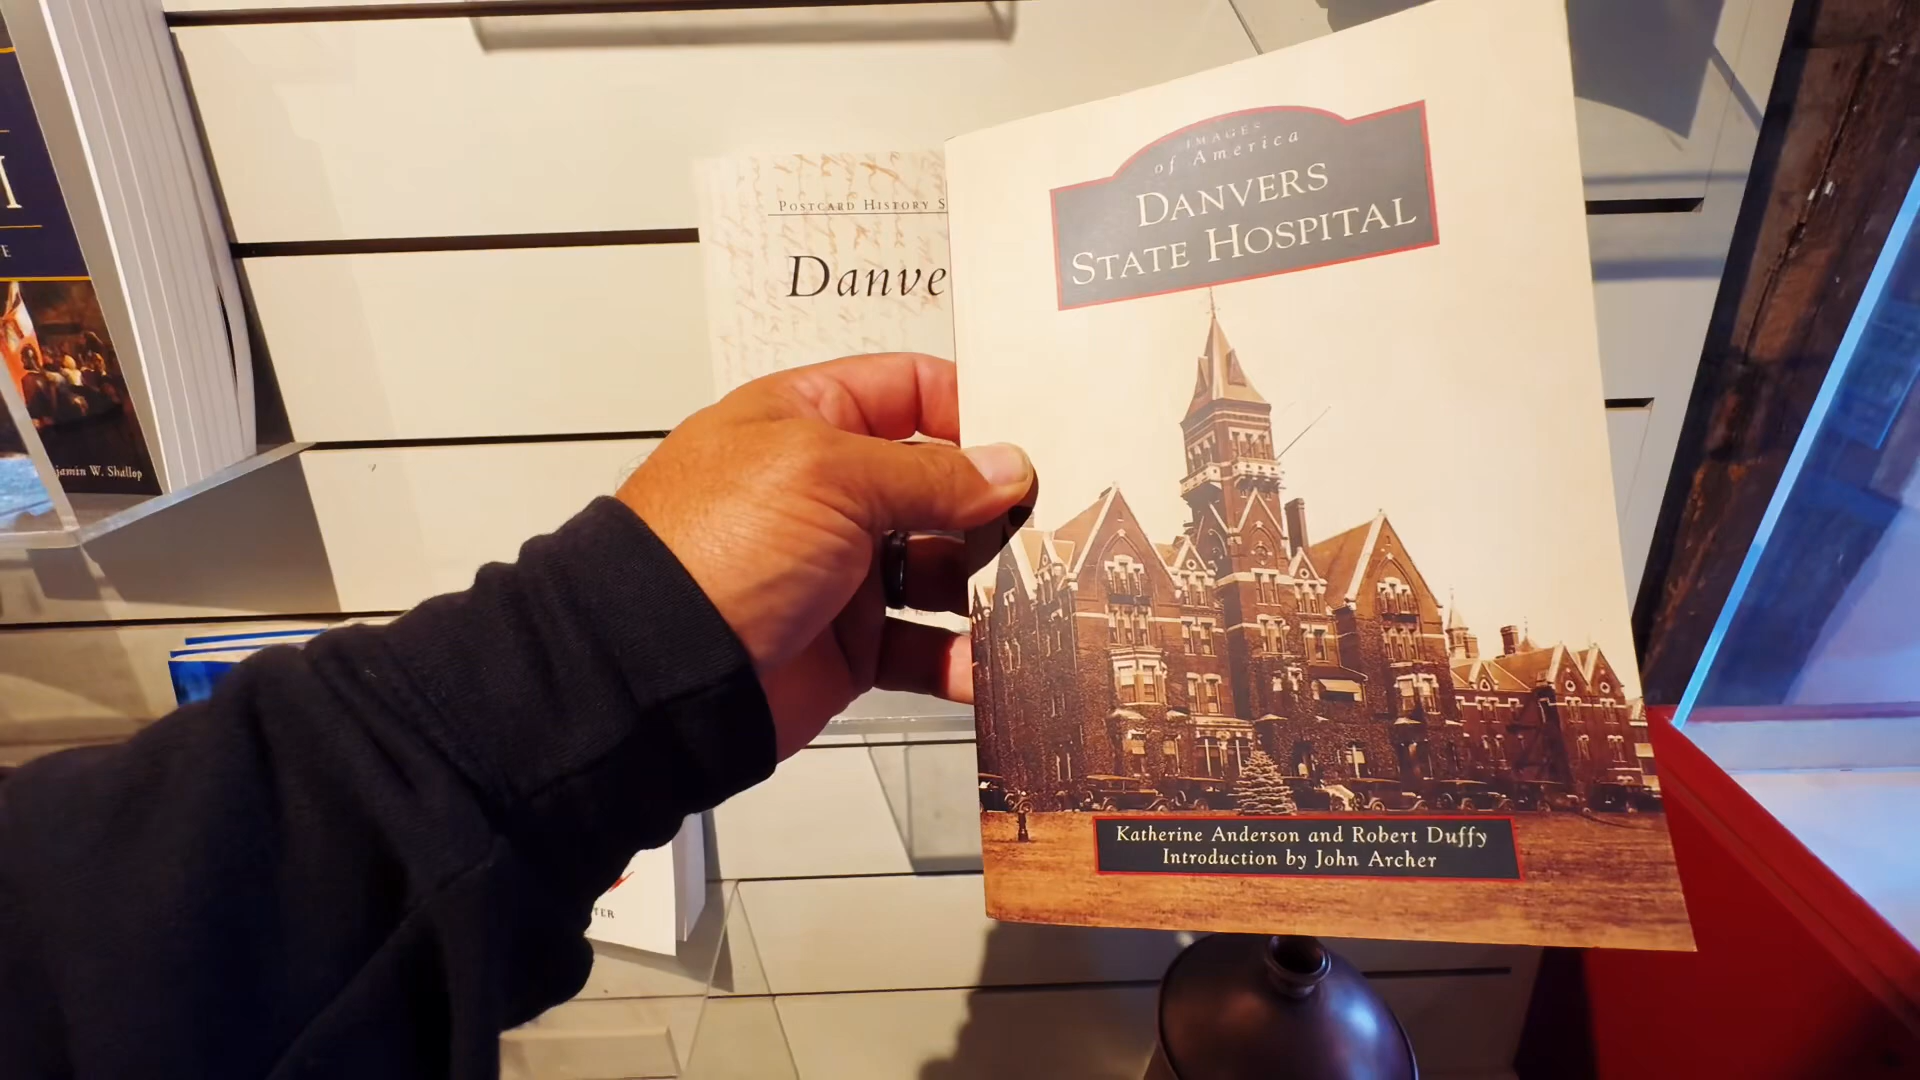 IMAGES
of America
DANVERS
STATE HOSPITAL
Katherine Anderson and Robert Duffy
Introduction by John Archer
POSTCARD HISTORY S
Danve
jamin W. Shallop
TER